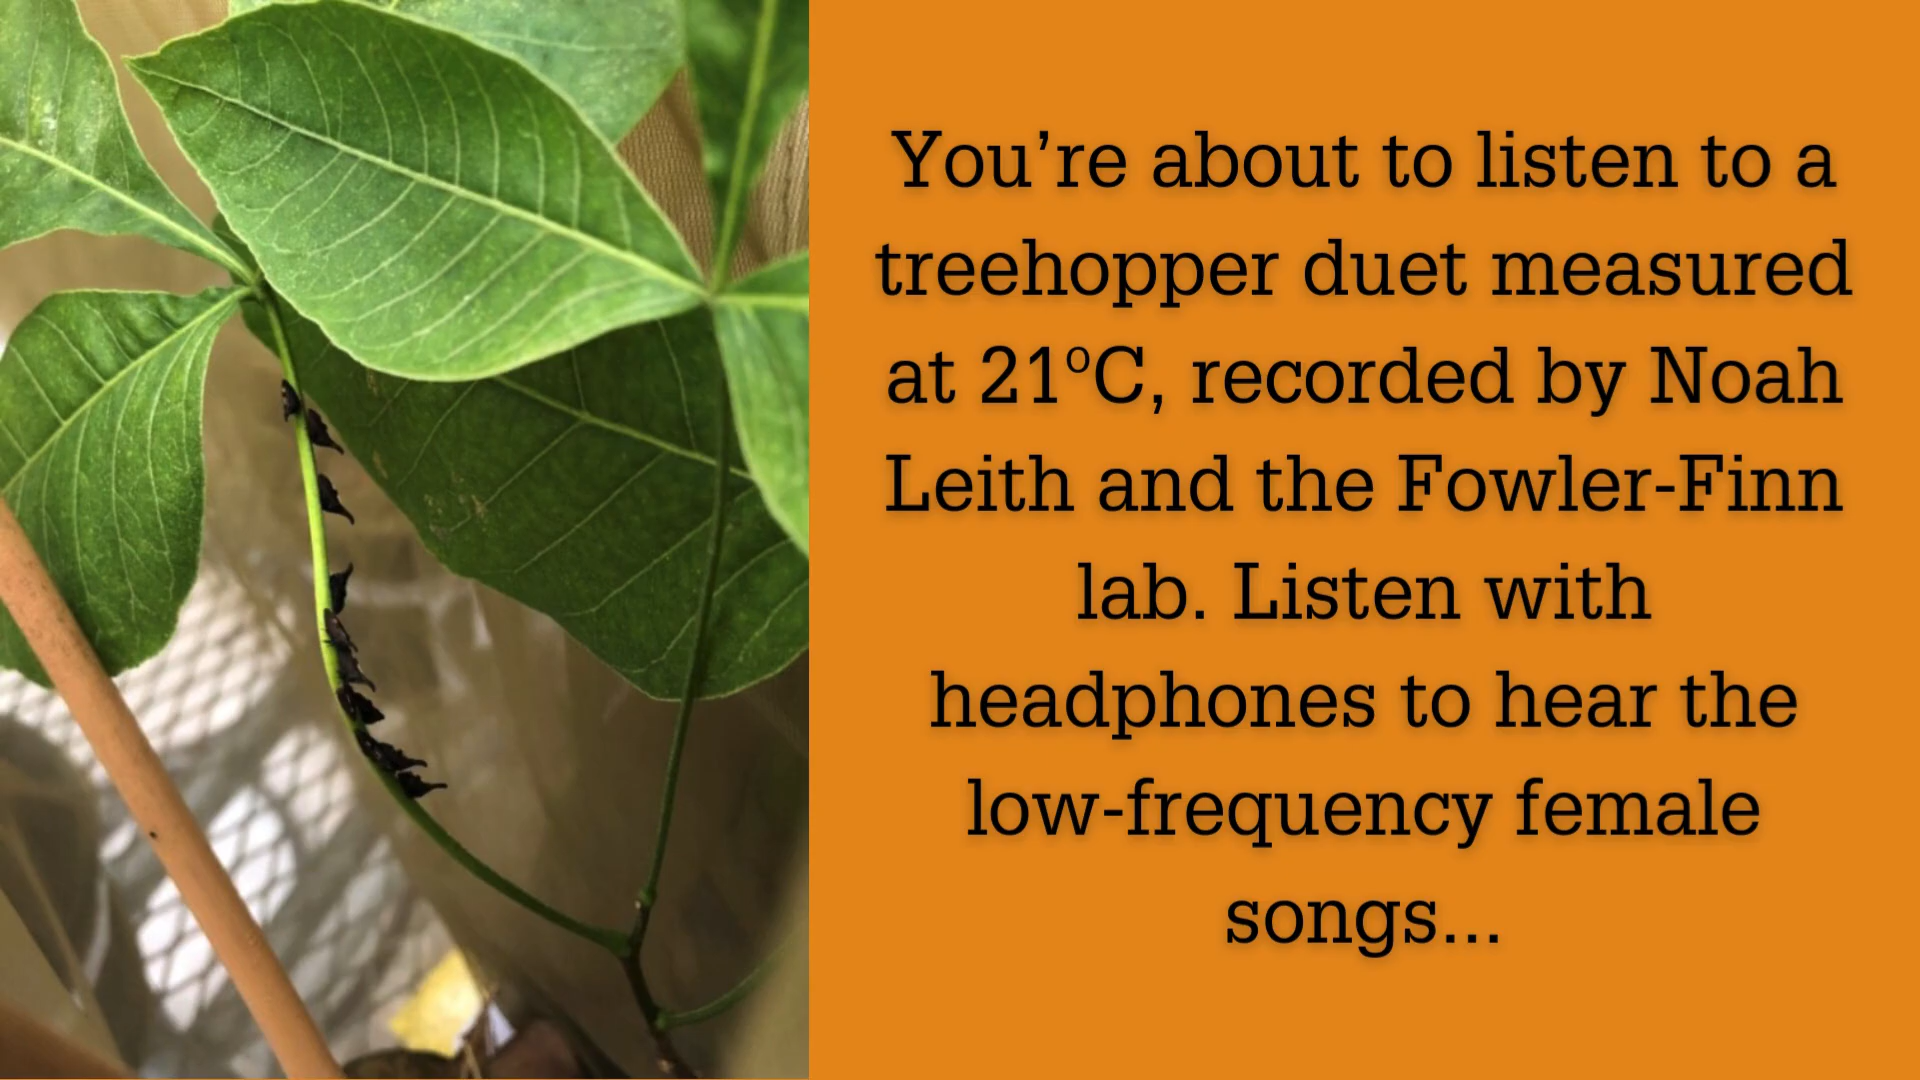 You’re about to listen to a
treehopper duet measured
at 21ºC, recorded by Noah
Leith and the Fowler-Finn
lab. Listen with
headphones to hear the
low-frequency female
songs...